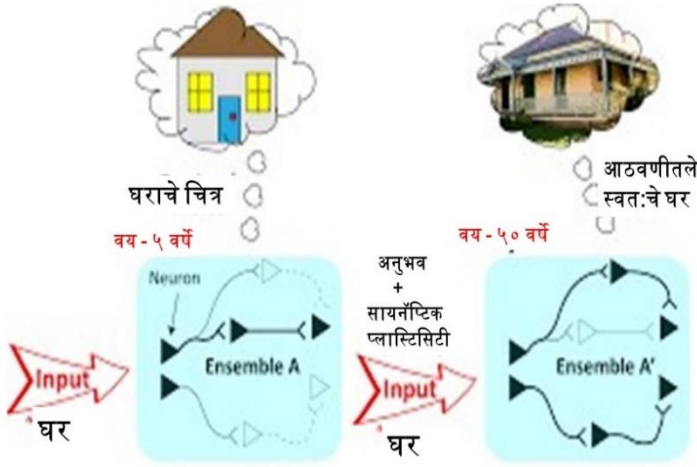 घराचे चित्र
आठवणीतले
स्वत:चे घर
वय - ५ वर्षे
वय - ५० वर्षे
Neuron
अनुभव
+
सायनॅप्टिक
प्लास्टिसिटी
Input
Ensemble A
Input
Ensemble A'
घर
घर